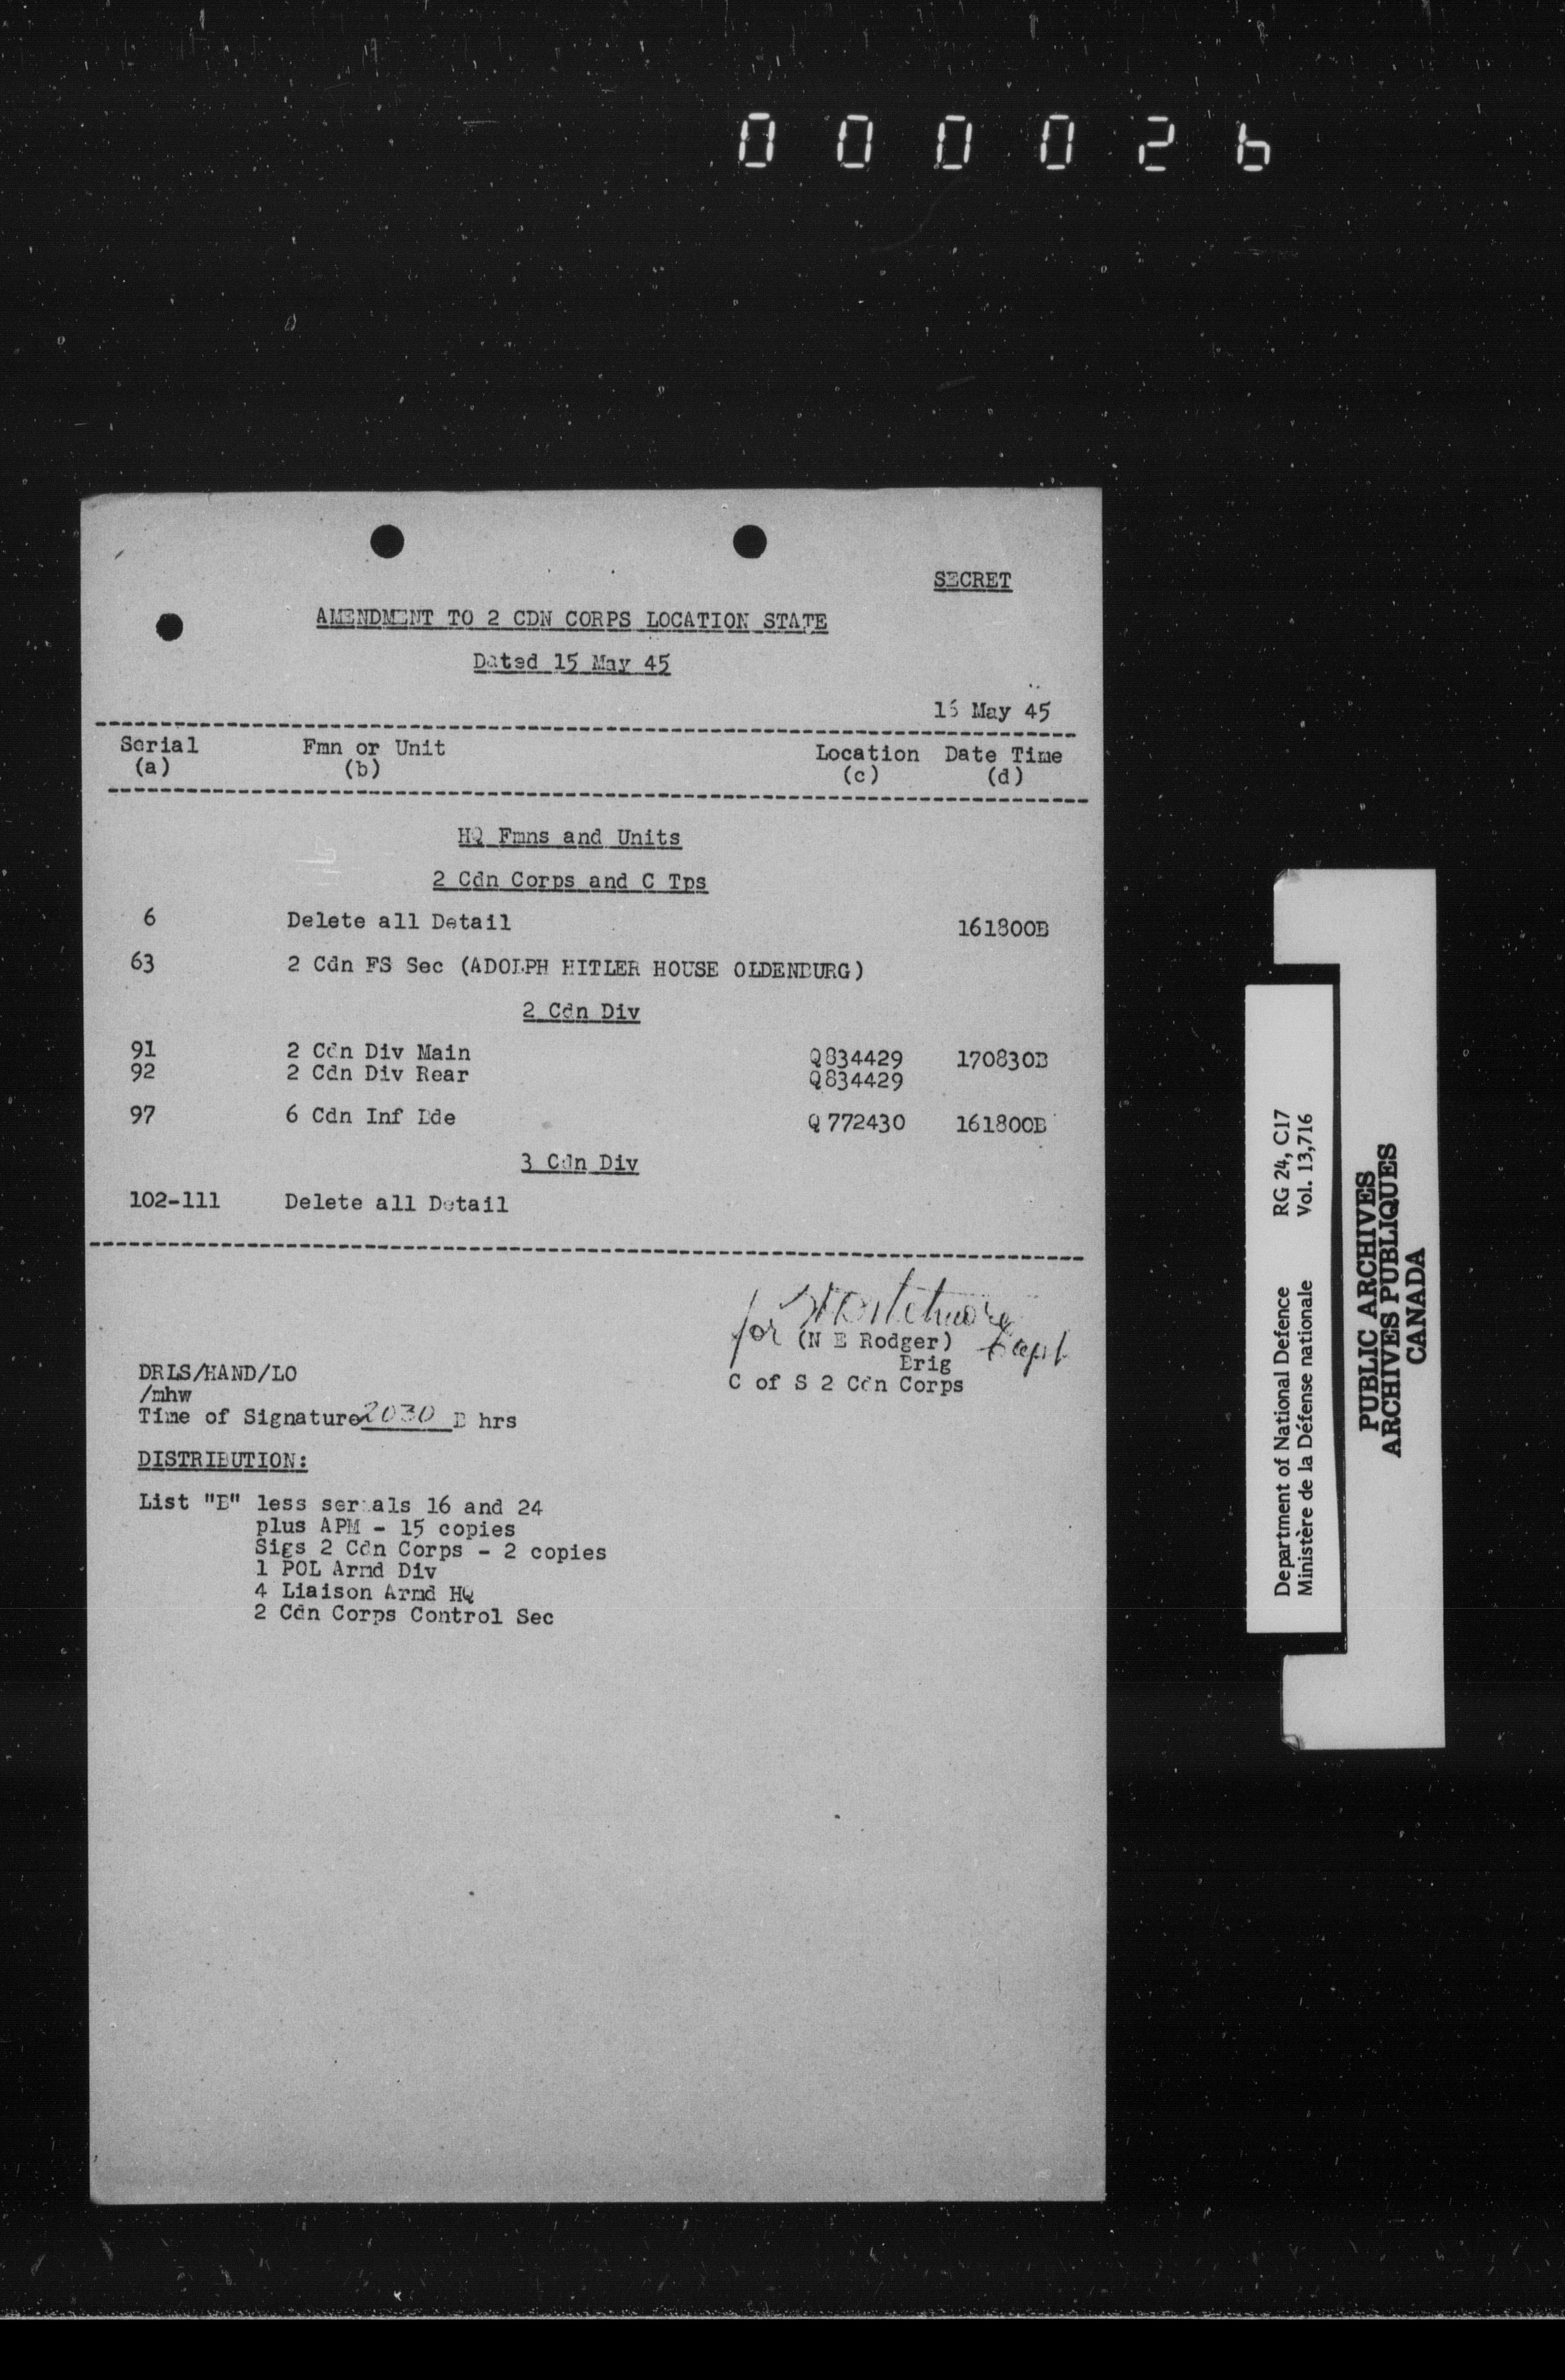 000026
SECRET
AMENDMENT TO 2 CDN CORPS LOCATION STATE
Dated 15 May 45
16 May 45
Serial Fmn or Unit Location Date Time
(a) (b) (c) (d)
HQ Fmns and Units
2 Cdn Corps and C Tps
6 Delete all Detail 161800B
63 2 Cdn FS Sec (ADOLPH HITLER HOUSE OLDENBURG)
2 Cdn Div
91 2 Cdn Div Main Q834429 170830B
92 2 Cdn Div Rear Q834429
97 6 Cdn Inf Bde Q772430 161800B
3 Cdn Div
102-111 Delete all Detail
for Capt
(N E Rodger)
Brig
C of S 2 Cdn Corps
DRLS/HAND/LO
/mhw
Time of Signature 2030 B hrs
DISTRIBUTION:
List "B" less serials 16 and 24
plus APM - 15 copies
Sigs 2 Cdn Corps - 2 copies
1 POL Armd Div
4 Liaison Armd HQ
2 Cdn Corps Control Sec
Department of National Defence RG 24, C17
Ministère de la Défense nationale Vol. 13,716
PUBLIC ARCHIVES
ARCHIVES PUBLIQUES
CANADA